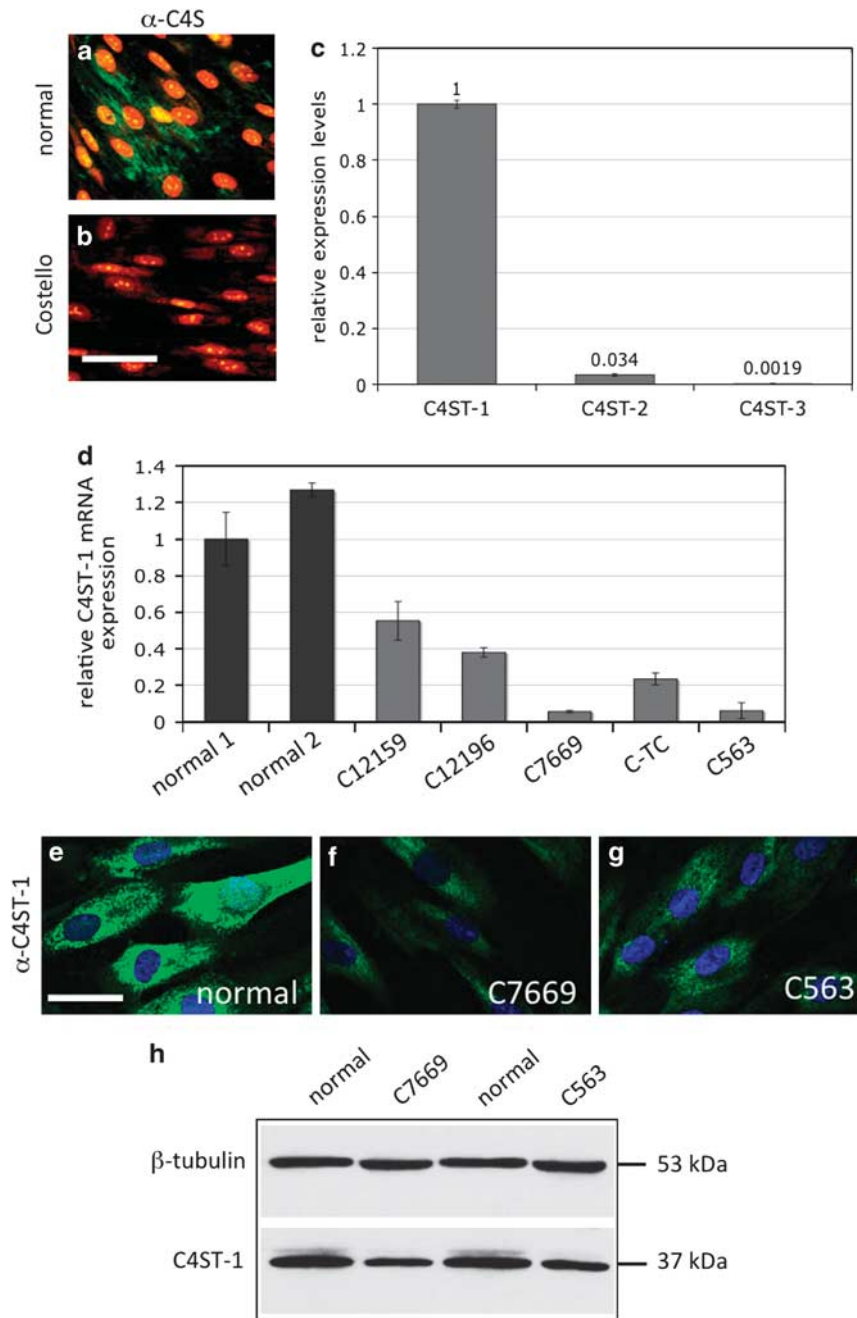 α-C4S
a
normal
b
Costello
c
relative expression levels
1.2
1
0.8
0.6
0.4
0.2
0
1
0.034
0.0019
C4ST-1
C4ST-2
C4ST-3
d
relative C4ST-1 mRNA
expression
1.4
1.2
1
0.8
0.6
0.4
0.2
0
normal 1
normal 2
C12159
C12196
C7669
C-TC
C563
α-C4ST-1
e
normal
f
C7669
g
C563
h
normal
C7669
normal
C563
β-tubulin
53 kDa
C4ST-1
37 kDa